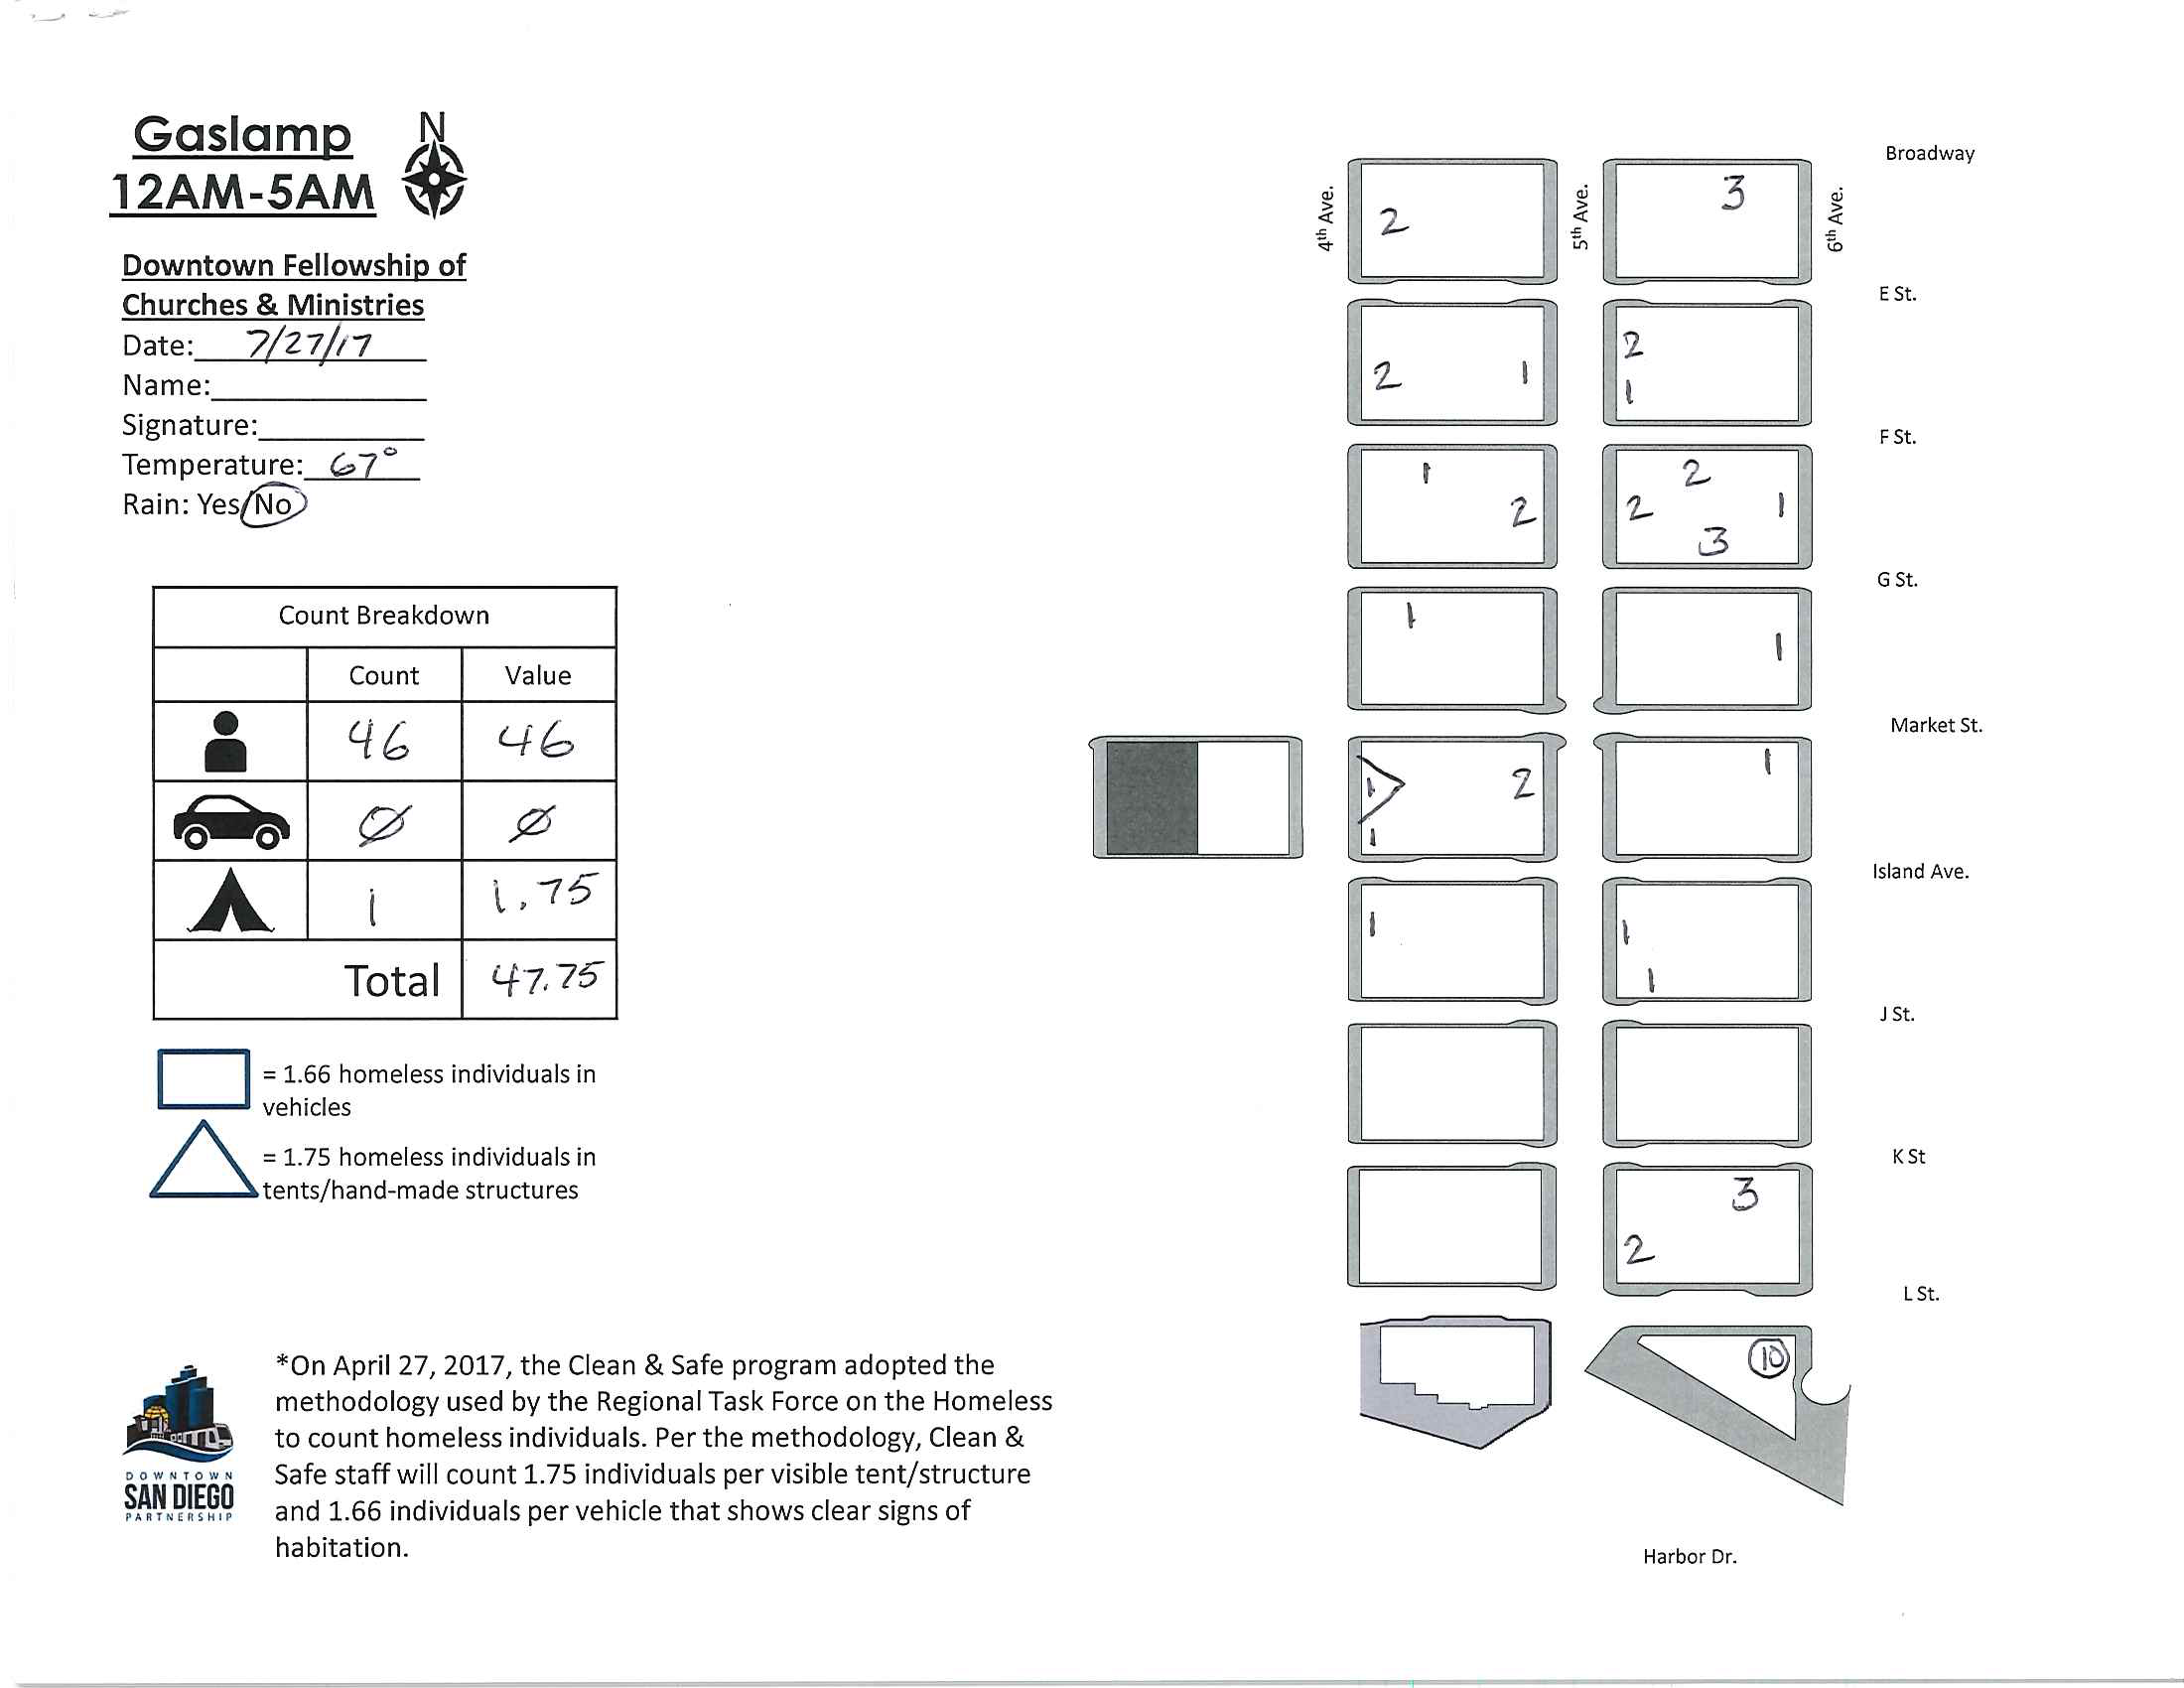 Gaslamp
12AM-5AM
N
Downtown Fellowship of
Churches & Ministries
Date: 7/27/17
Name:
Signature:
Temperature: 67°
Rain: Yes/No
Count Breakdown
Count Value
46 46
Ø Ø
1 1.75
Total 47.75
= 1.66 homeless individuals in
vehicles
= 1.75 homeless individuals in
tents/hand-made structures
*On April 27, 2017, the Clean & Safe program adopted the
methodology used by the Regional Task Force on the Homeless
to count homeless individuals. Per the methodology, Clean &
Safe staff will count 1.75 individuals per visible tent/structure
and 1.66 individuals per vehicle that shows clear signs of
habitation.
DOWNTOWN
SAN DIEGO
PARTNERSHIP
Broadway
4th Ave.
5th Ave.
6th Ave.
2
3
E St.
2 1
2
1
F St.
1
2
2
2 1
3
G St.
1
1
Market St.
1 2
1
1
Island Ave.
1
1
1
J St.
K St
3
2
L St.
10
Harbor Dr.